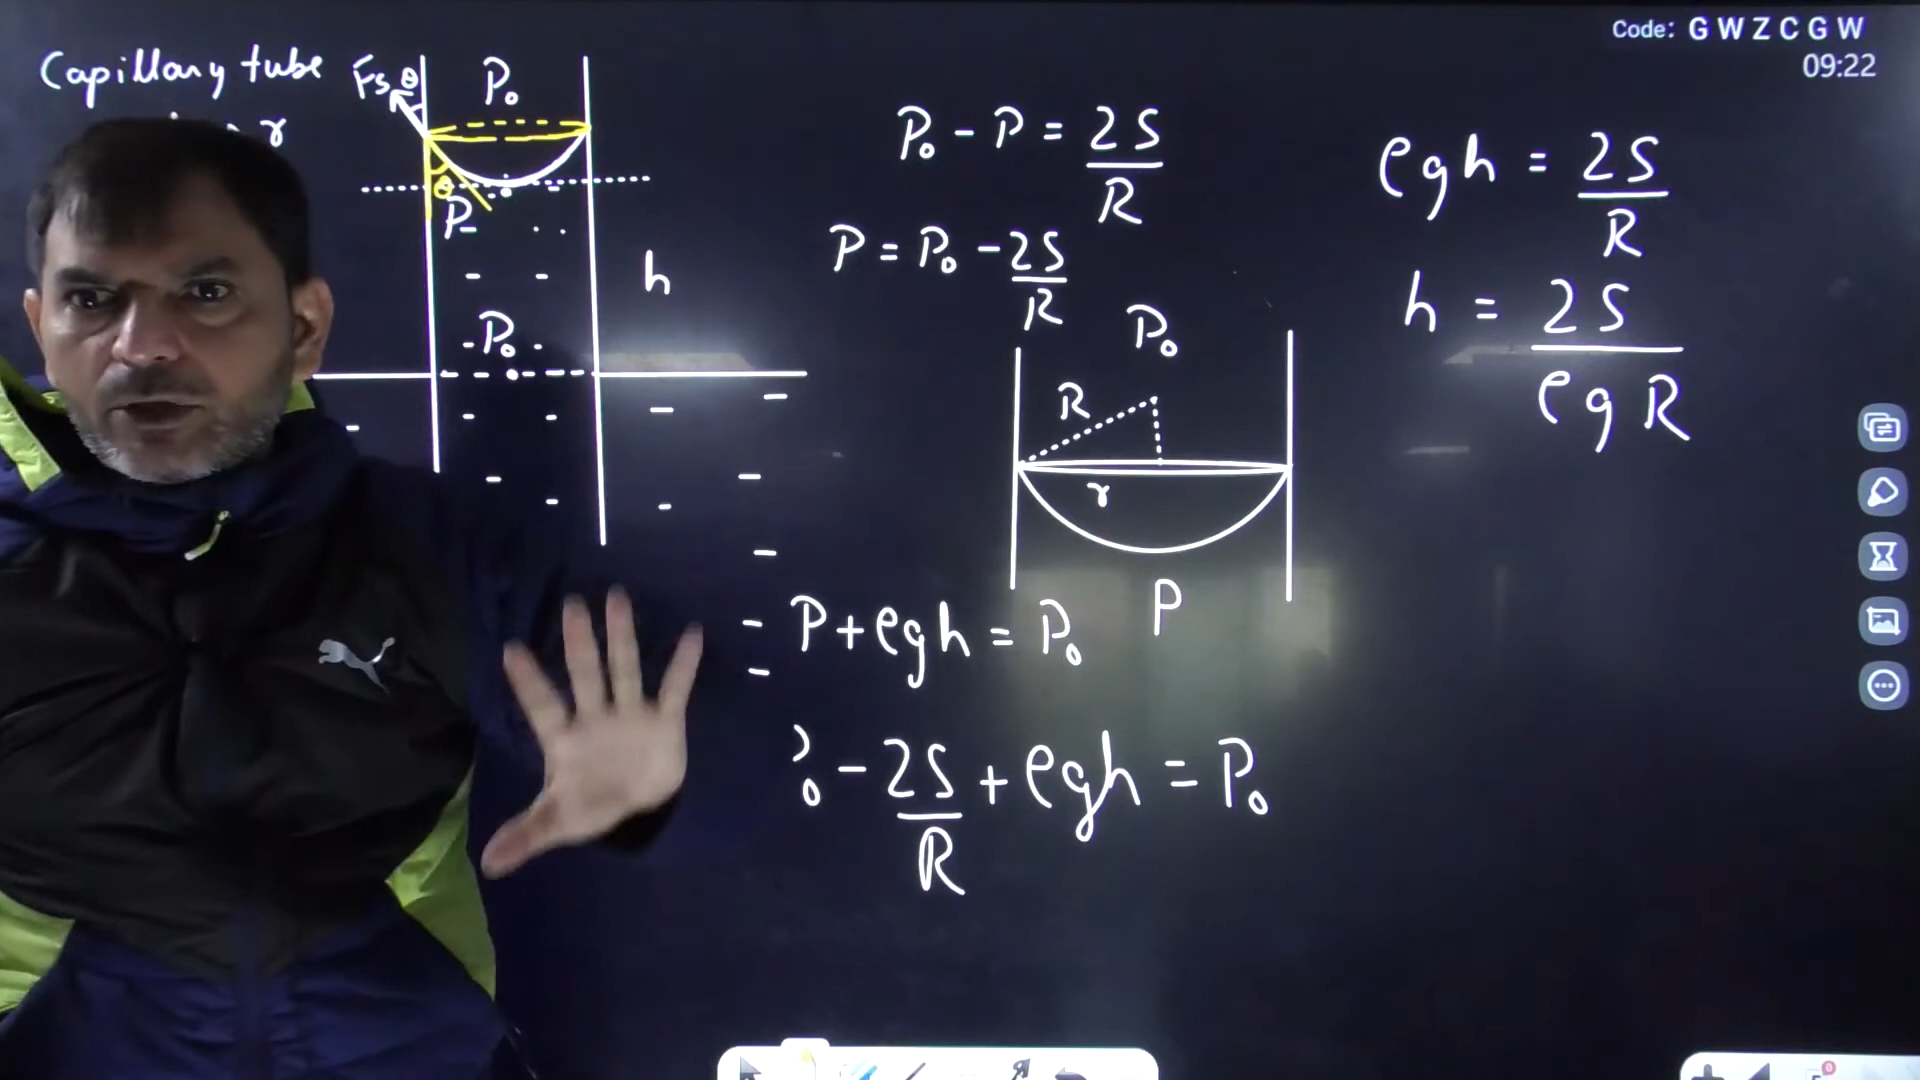 Code: GWZCGW
09:22
Capillary tube
r
Fs θ
P₀
θ
P
h
P₀
P₀ - P = 2S/R
P = P₀ - 2S/R
P₀
R
r
P
P + ρgh = P₀
P₀ - 2S/R + ρgh = P₀
ρgh = 2S/R
h = 2S/ρgR